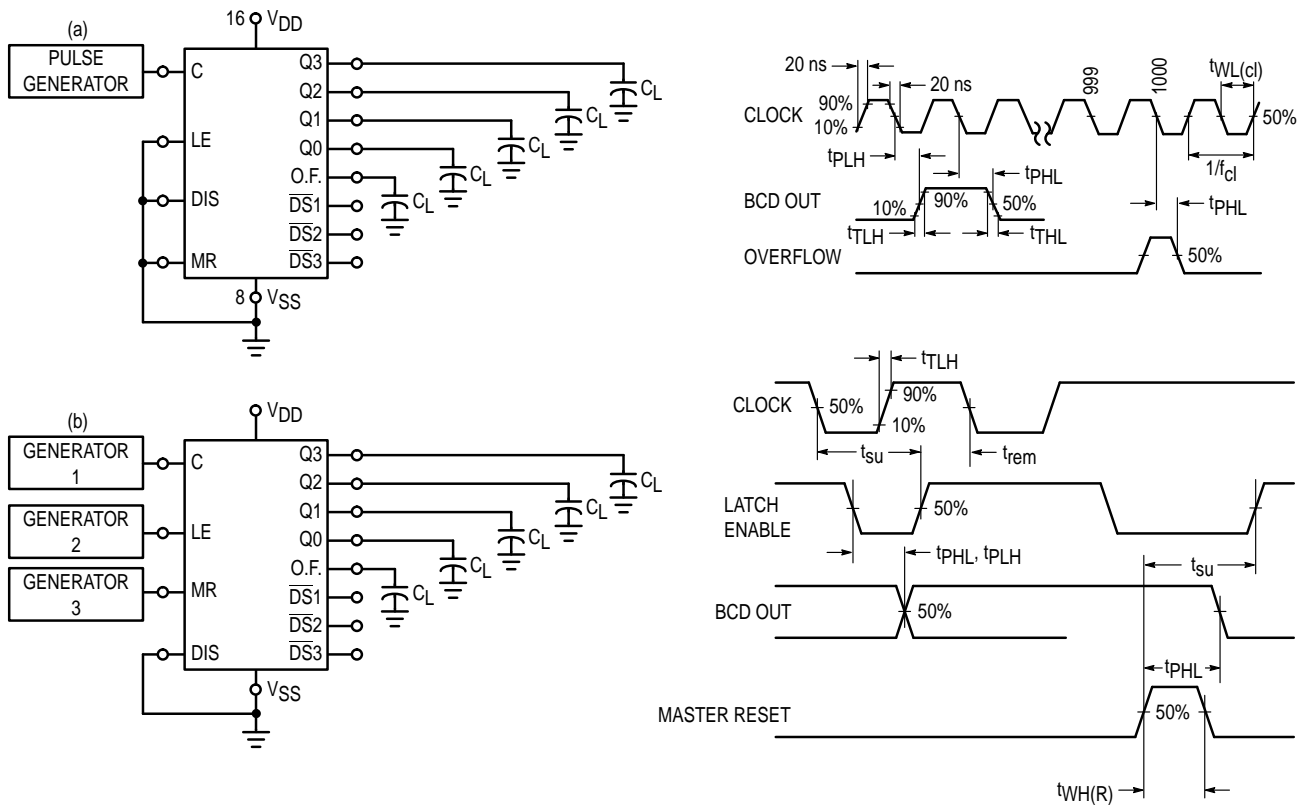 (a)
PULSE
GENERATOR
16
VDD
C
LE
DIS
MR
Q3
Q2
Q1
Q0
O.F.
DS1
DS2
DS3
CL
CL
CL
CL
CL
8
VSS
20 ns
20 ns
CLOCK
90%
10%
999
1000
tWL(cl)
50%
1/fcl
tPLH
tPHL
BCD OUT
10%
90%
50%
tTLH
tTHL
tPHL
OVERFLOW
50%
(b)
GENERATOR
1
GENERATOR
2
GENERATOR
3
VDD
C
LE
MR
DIS
Q3
Q2
Q1
Q0
O.F.
DS1
DS2
DS3
CL
CL
CL
CL
CL
VSS
tTLH
CLOCK
50%
90%
10%
tsu
trem
LATCH
ENABLE
50%
tPHL, tPLH
tsu
BCD OUT
50%
tPHL
MASTER RESET
50%
tWH(R)